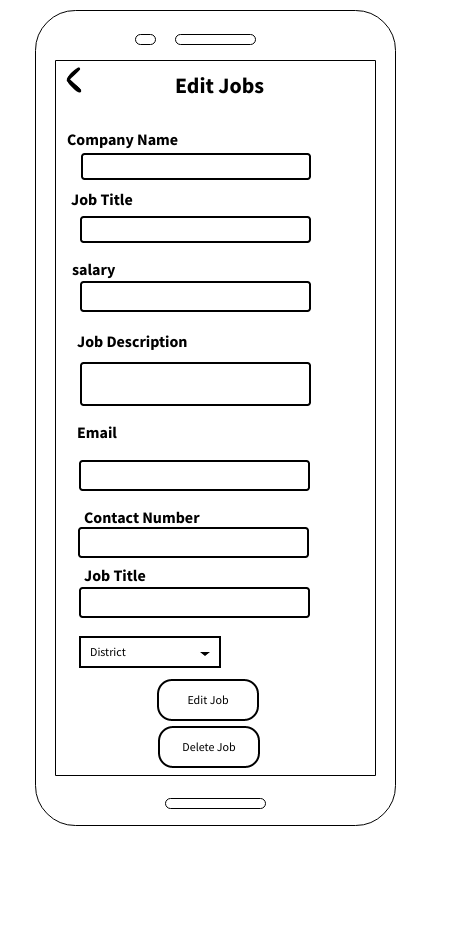 Edit Jobs
Company Name
Job Title
salary
Job Description
Email
Contact Number
Job Title
District
Edit Job
Delete Job